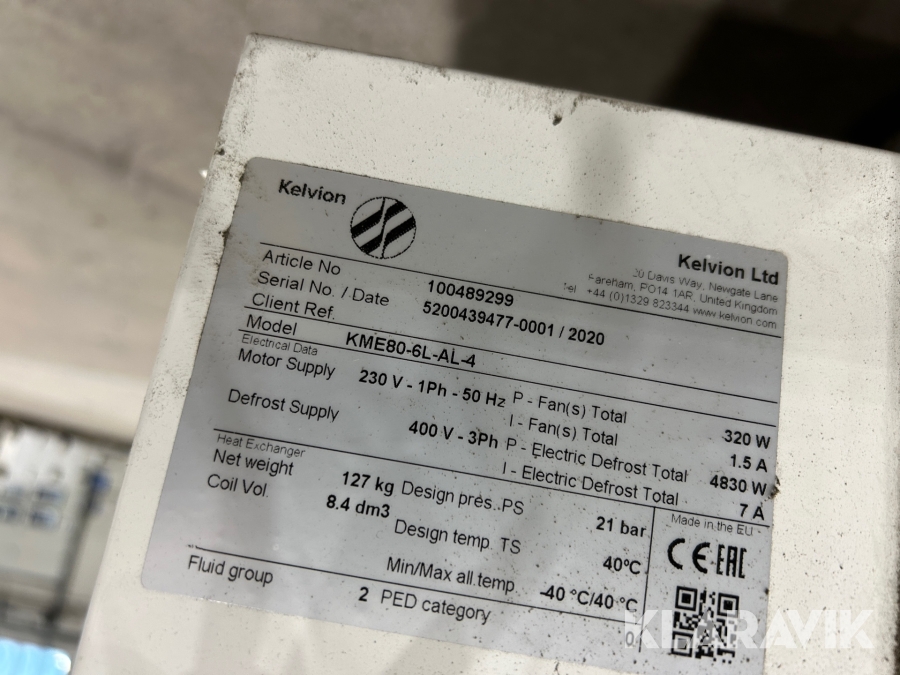 Kelvion
Kelvion Ltd
20 Davis Way, Newgate Lane
Fareham, PO14 1AR, United Kingdom
Tel +44 (0)1329 823344 www.kelvion.com
Article No 100489299
Serial No. / Date 5200439477-0001 / 2020
Client Ref.
Model KME80-6L-AL-4
Electrical Data
Motor Supply 230 V - 1Ph - 50 Hz P - Fan(s) Total 320 W
I - Fan(s) Total 1.5 A
Defrost Supply 400 V - 3Ph P - Electric Defrost Total 4830 W
I - Electric Defrost Total 7 A
Heat Exchanger
Net weight 127 kg Design pres. PS 21 bar
Coil Vol. 8.4 dm3 Design temp. TS 40°C
Min/Max all.temp -40 °C/40 °C
Fluid group 2 PED category 0
Made in the EU
CE EAC
KLARAVIK